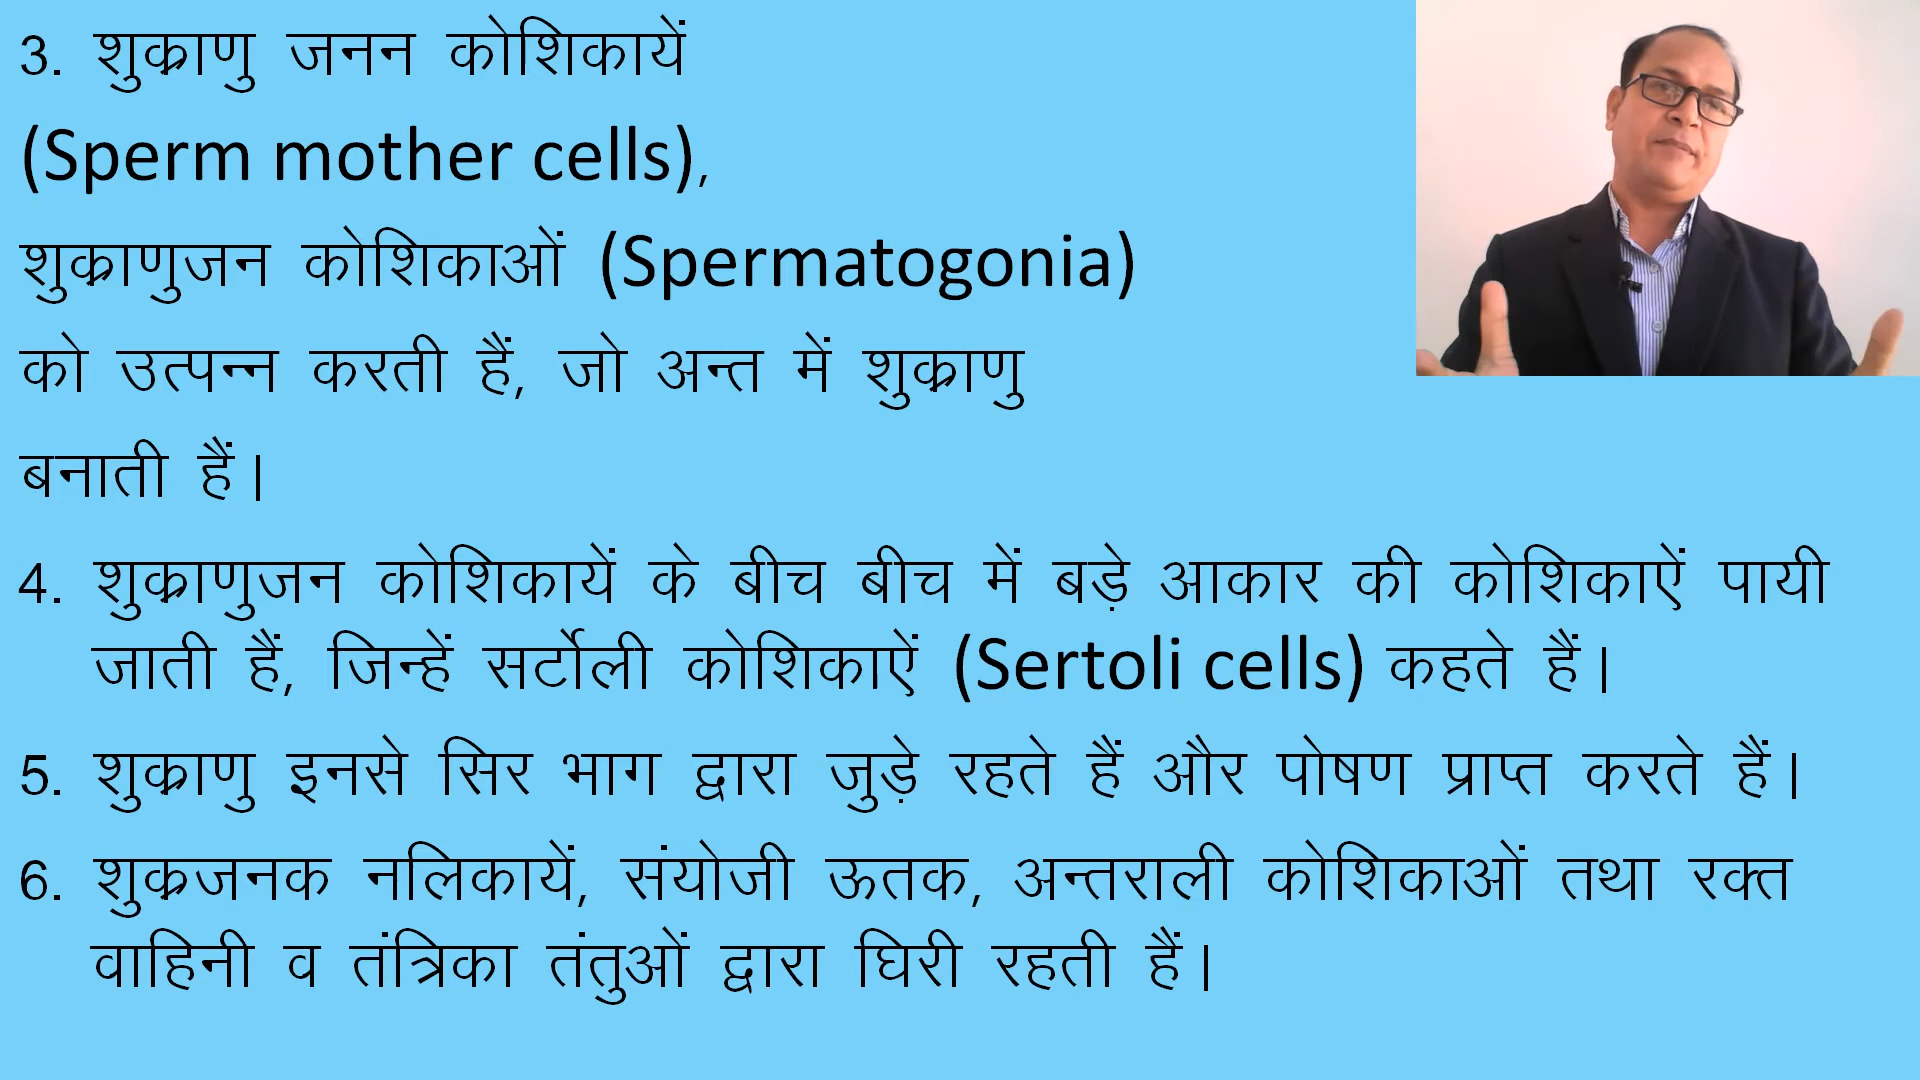 3. शुक्राणु जनन कोशिकायें
(Sperm mother cells),
शुक्राणुजन कोशिकाओं (Spermatogonia)
को उत्पन्न करती हैं, जो अन्त में शुक्राणु
बनाती हैं।
4. शुक्राणुजन कोशिकायें के बीच बीच में बड़े आकार की कोशिकाऐं पायी
जाती हैं, जिन्हें सर्टोली कोशिकाऐं (Sertoli cells) कहते हैं।
5. शुक्राणु इनसे सिर भाग द्वारा जुड़े रहते हैं और पोषण प्राप्त करते हैं।
6. शुक्रजनक नलिकायें, संयोजी ऊतक, अन्तराली कोशिकाओं तथा रक्त
वाहिनी व तंत्रिका तंतुओं द्वारा घिरी रहती हैं।